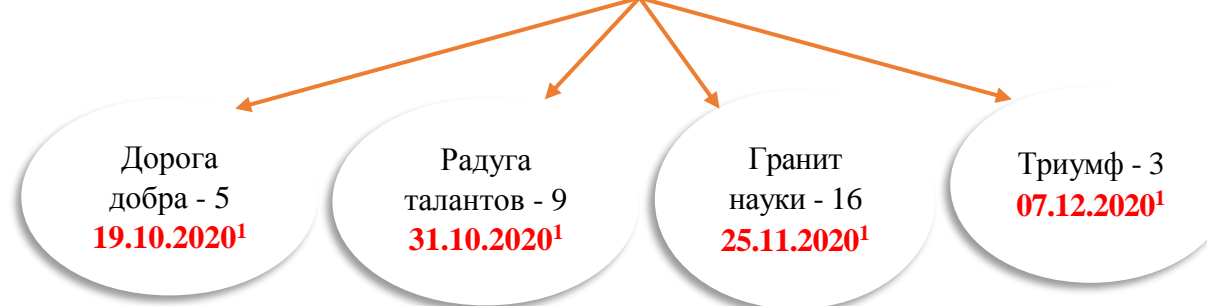 Дорога
добра - 5
19.10.2020¹
Радуга
талантов - 9
31.10.2020¹
Гранит
науки - 16
25.11.2020¹
Триумф - 3
07.12.2020¹